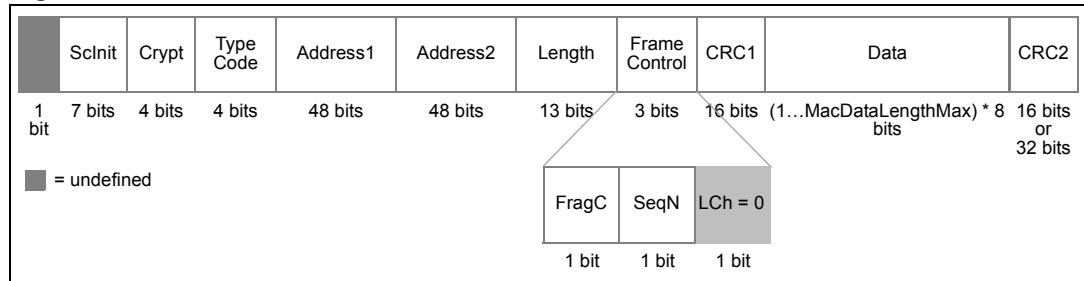 ScInit Crypt Type Code Address1 Address2 Length Frame Control CRC1 Data CRC2
1 bit 7 bits 4 bits 4 bits 48 bits 48 bits 13 bits 3 bits 16 bits (1…MacDataLengthMax) * 8 bits 16 bits or 32 bits
= undefined
FragC SeqN LCh = 0
1 bit 1 bit 1 bit